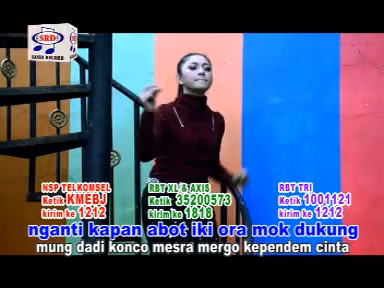 SRD
SANDI RECORD
NSP TELKOMSEL
Ketik KMEBJ
kirim ke 1212
RBT XL & AXIS
Ketik 35200573
kirim ke 1818
RBT TRI
Ketik 1001121
kirim ke 1212
nganti kapan abot iki ora mok dukung
mung dadi konco mesra mergo kependem cinta